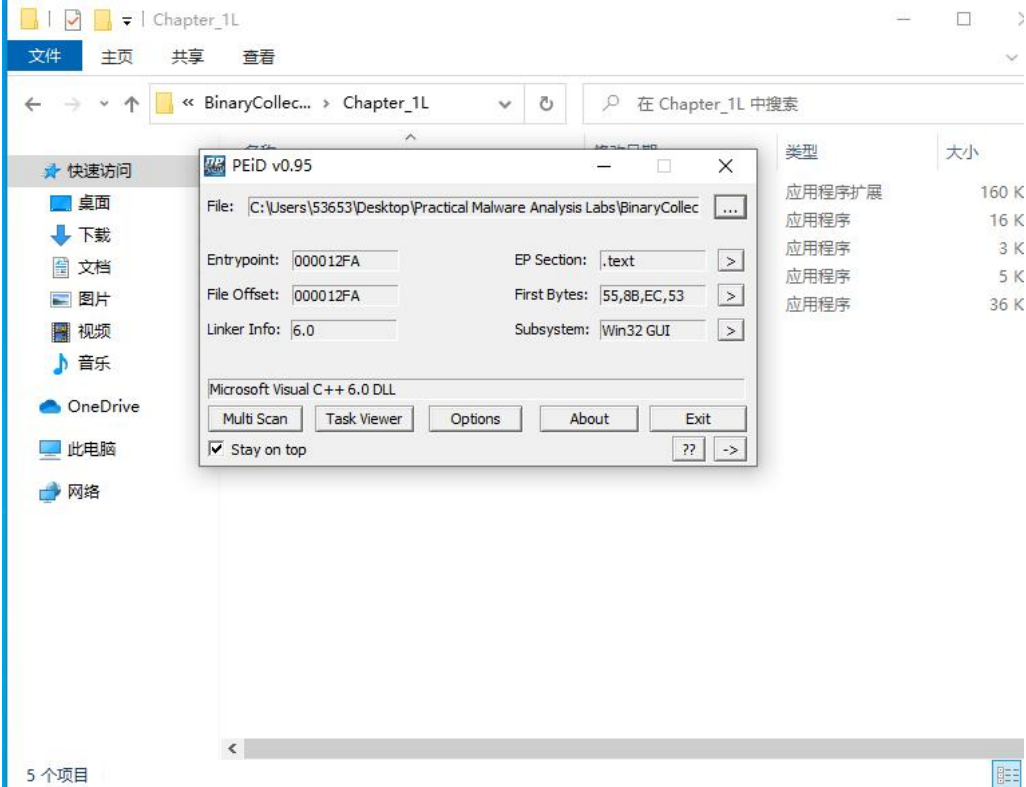 Chapter_1L
文件 主页 共享 查看
« BinaryCollec... › Chapter_1L
在 Chapter_1L 中搜索
类型 大小
快速访问
桌面
下载
文档
图片
视频
音乐
OneDrive
此电脑
网络
PEiD v0.95
File: C:\Users\53653\Desktop\Practical Malware Analysis Labs\BinaryCollec ...
Entrypoint: 000012FA EP Section: .text >
File Offset: 000012FA First Bytes: 55,8B,EC,53 >
Linker Info: 6.0 Subsystem: Win32 GUI >
Microsoft Visual C++ 6.0 DLL
Multi Scan Task Viewer Options About Exit
Stay on top ?? ->
应用程序扩展 160 K
应用程序 16 K
应用程序 3 K
应用程序 5 K
应用程序 36 K
5 个项目